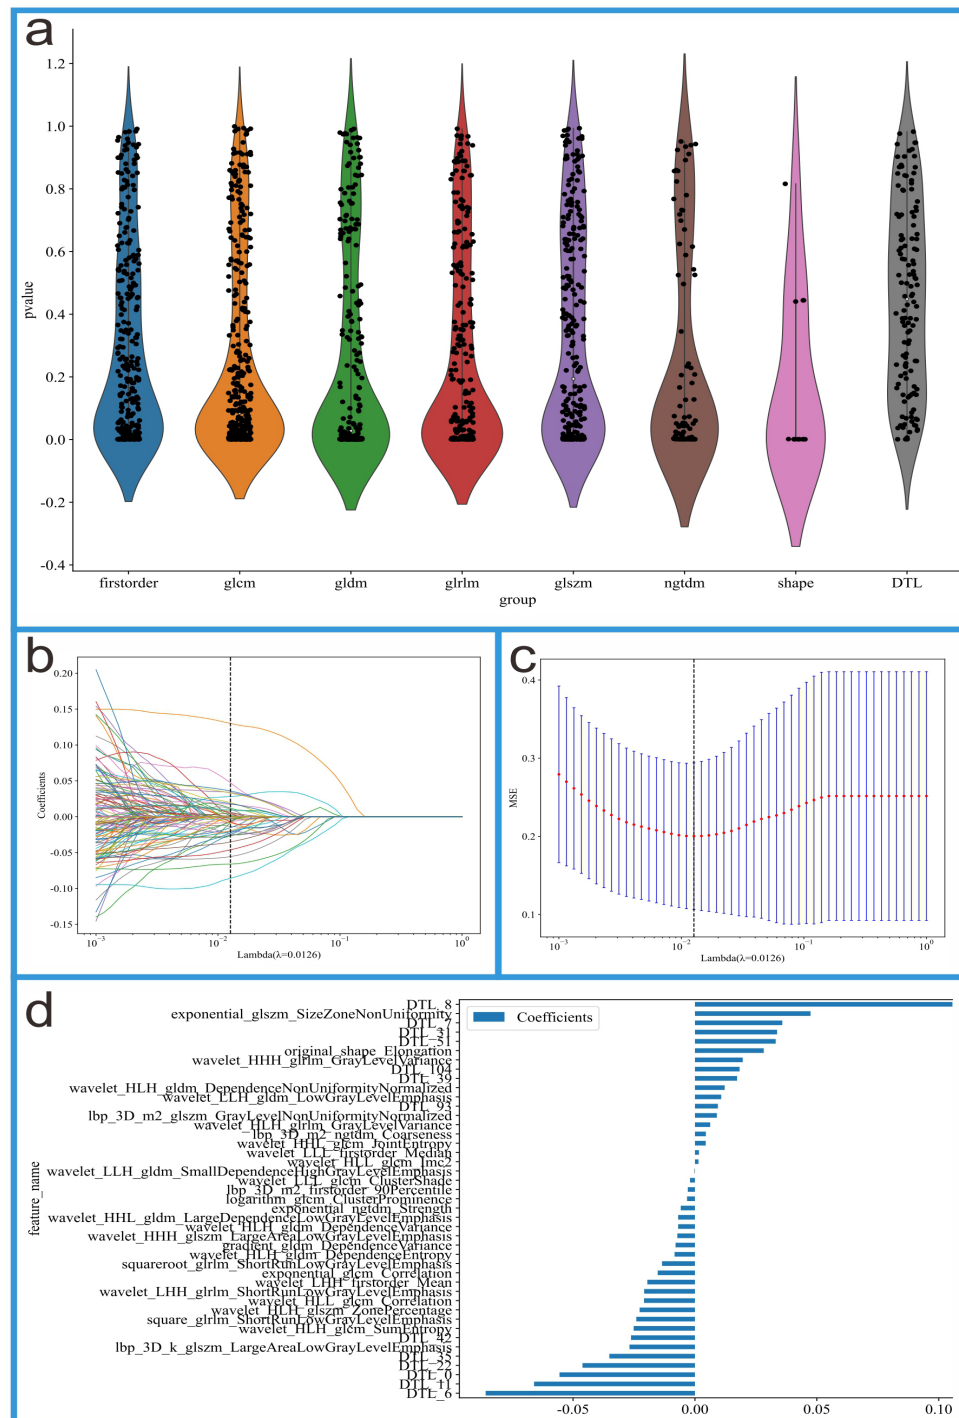 a
1.2
1.0
0.8
0.6
0.4
0.2
0.0
-0.2
-0.4
pvalue
firstorder glcm gldm glrlm glszm ngtdm shape DTL
group
b
0.20
0.15
0.10
0.05
0.00
-0.05
-0.10
-0.15
Coefficients
10⁻³ 10⁻² 10⁻¹ 10⁰
Lambda(λ=0.0126)
c
0.4
0.3
0.2
0.1
MSE
10⁻³ 10⁻² 10⁻¹ 10⁰
Lambda(λ=0.0126)
d
Coefficients
feature_name
DTL_8
exponential_glszm_SizeZoneNonUniformity
DTL_7
DTL_31
DTL_51
original_shape_Elongation
wavelet_HHH_glrlm_GrayLevelVariance
DTL_104
DTL_39
wavelet_HLH_gldm_DependenceNonUniformityNormalized
wavelet_LLH_gldm_LowGrayLevelEmphasis
DTL_93
lbp_3D_m2_glszm_GrayLevelNonUniformityNormalized
wavelet_HLH_glrlm_GrayLevelVariance
lbp_3D_m2_ngtdm_Coarseness
wavelet_HHL_glcm_JointEntropy
wavelet_LLL_firstorder_Median
wavelet_HLL_glcm_Imc2
wavelet_LLH_gldm_SmallDependenceHighGrayLevelEmphasis
wavelet_LLL_glcm_ClusterShade
lbp_3D_m2_firstorder_90Percentile
logarithm_glcm_ClusterProminence
exponential_ngtdm_Strength
wavelet_HHL_gldm_LargeDependenceLowGrayLevelEmphasis
wavelet_HLH_gldm_DependenceVariance
wavelet_HHH_glszm_LargeAreaLowGrayLevelEmphasis
gradient_gldm_DependenceVariance
wavelet_HLH_gldm_DependenceEntropy
squareroot_glrlm_ShortRunLowGrayLevelEmphasis
exponential_glcm_Correlation
wavelet_LHH_firstorder_Mean
wavelet_LHH_glrlm_ShortRunLowGrayLevelEmphasis
wavelet_HLL_glcm_Correlation
wavelet_HLH_glszm_ZonePercentage
square_glrlm_ShortRunLowGrayLevelEmphasis
wavelet_HLH_glcm_SumEntropy
DTL_42
lbp_3D_k_glszm_LargeAreaLowGrayLevelEmphasis
DTL_35
DTL_22
DTL_0
DTL_11
DTL_6
-0.05 0.00 0.05 0.10